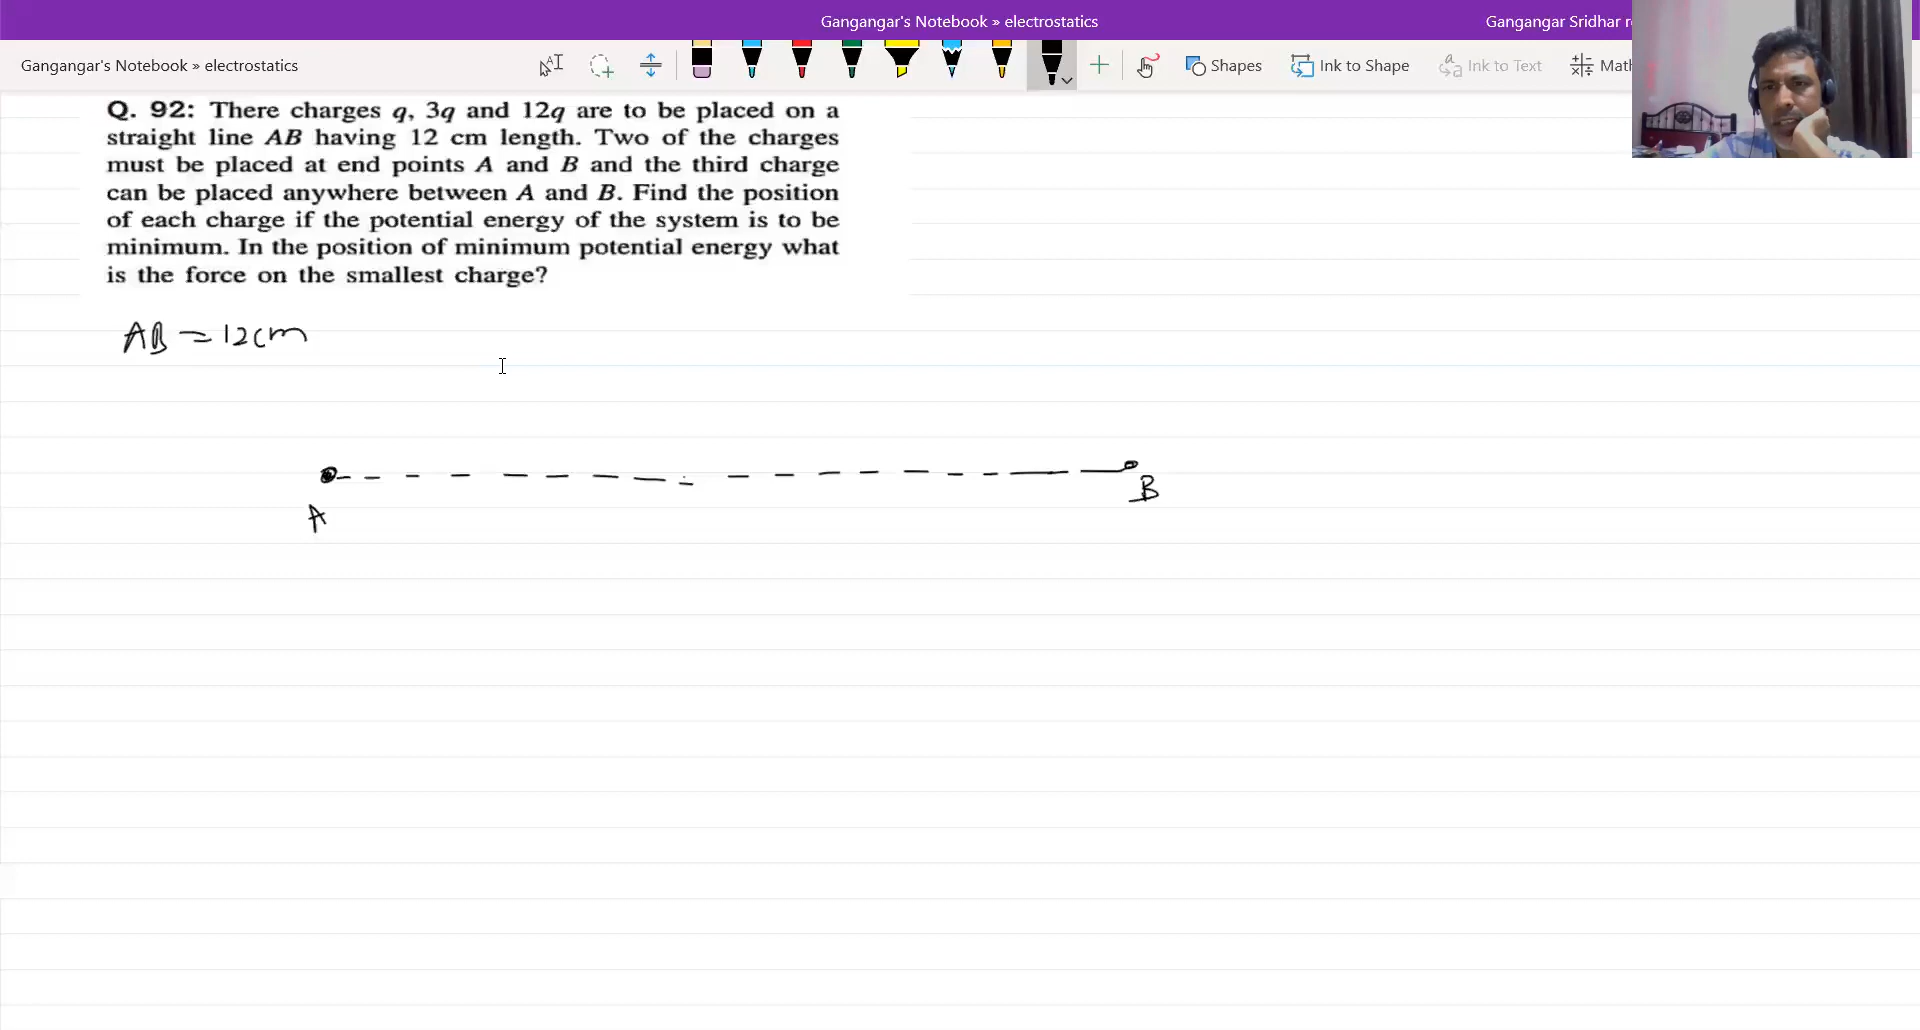 Gangangar's Notebook » electrostatics
Gangangar Sridhar
Gangangar's Notebook » electrostatics
Shapes
Ink to Shape
Ink to Text
Math
Q. 92: There charges q, 3q and 12q are to be placed on a
straight line AB having 12 cm length. Two of the charges
must be placed at end points A and B and the third charge
can be placed anywhere between A and B. Find the position
of each charge if the potential energy of the system is to be
minimum. In the position of minimum potential energy what
is the force on the smallest charge?
AB = 12cm
A
B